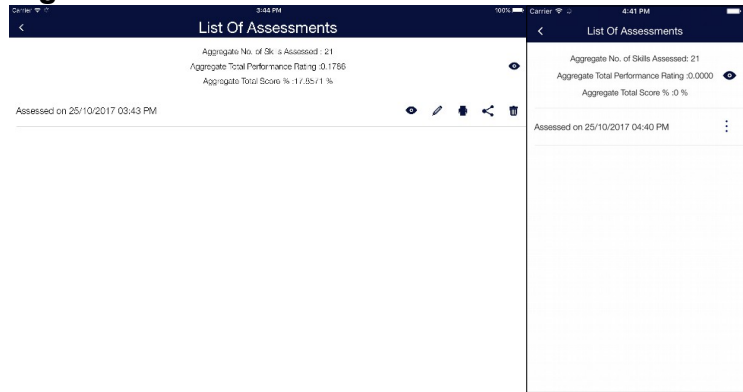 Carrier
3:44 PM
100%
List Of Assessments
Aggregate No. of Skills Assessed : 21
Aggregate Total Performance Rating :0.1786
Aggregate Total Score % :17.8571 %
Assessed on 25/10/2017 03:43 PM
Carrier
4:41 PM
List Of Assessments
Aggregate No. of Skills Assessed: 21
Aggregate Total Performance Rating :0.0000
Aggregate Total Score % :0 %
Assessed on 25/10/2017 04:40 PM